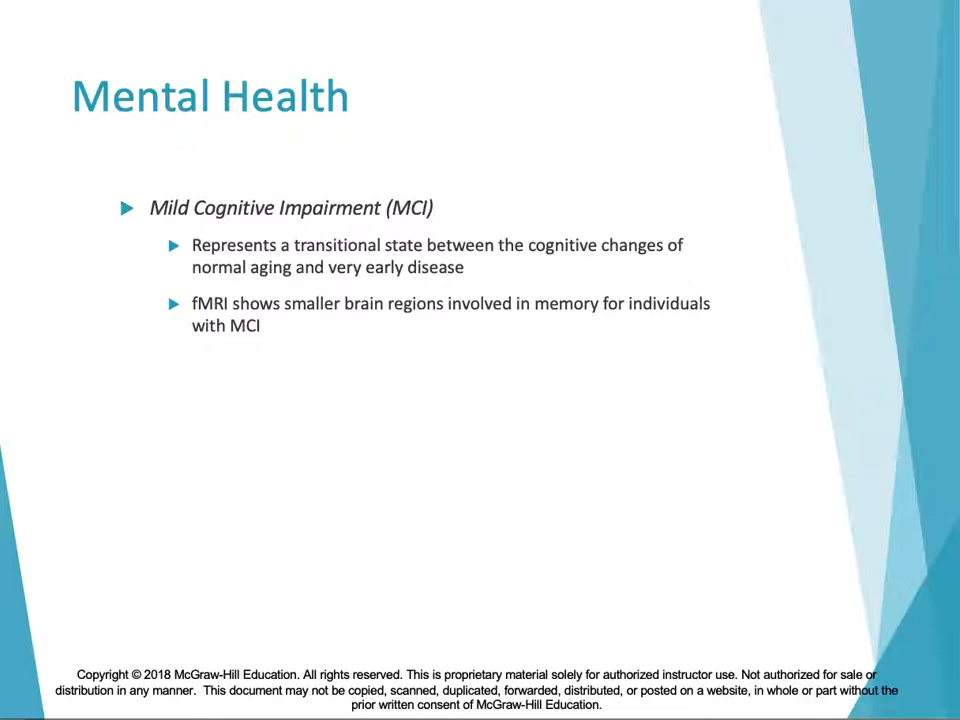 Mental Health
Mild Cognitive Impairment (MCI)
Represents a transitional state between the cognitive changes of
normal aging and very early disease
fMRI shows smaller brain regions involved in memory for individuals
with MCI
Copyright © 2018 McGraw-Hill Education. All rights reserved. This is proprietary material solely for authorized instructor use. Not authorized for sale or
distribution in any manner. This document may not be copied, scanned, duplicated, forwarded, distributed, or posted on a website, in whole or part without the
prior written consent of McGraw-Hill Education.